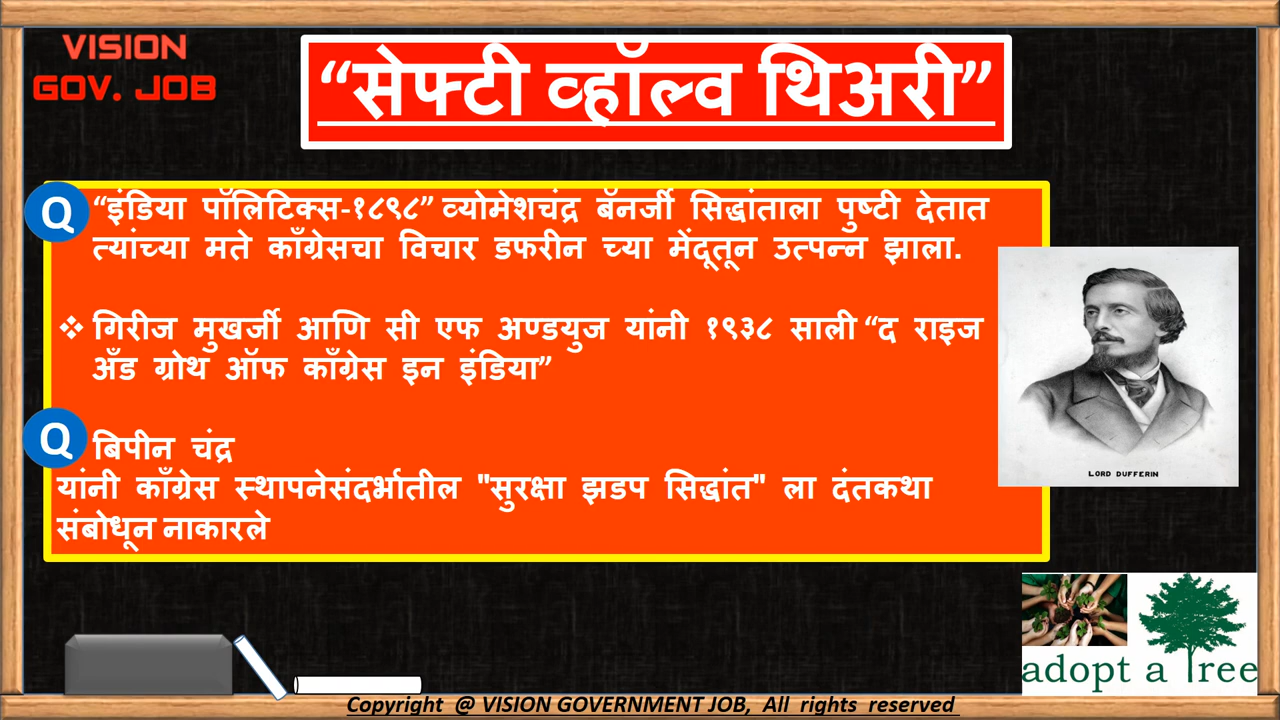 VISION
GOV. JOB
“सेफ्टी व्हॉल्व थिअरी”
Q
“इंडिया पॉलिटिक्स-१८९८” व्योमेशचंद्र बॅनर्जी सिद्धांताला पुष्टी देतात
त्यांच्या मते काँग्रेसचा विचार डफरीन च्या मेंदूतून उत्पन्न झाला.
❖ गिरीज मुखर्जी आणि सी एफ अण्डयुज यांनी १९३८ साली “द राइज
अँड ग्रोथ ऑफ काँग्रेस इन इंडिया”
Q
बिपीन चंद्र
यांनी काँग्रेस स्थापनेसंदर्भातील "सुरक्षा झडप सिद्धांत" ला दंतकथा
संबोधून नाकारले
LORD DUFFERIN
adopt a Tree
Copyright @ VISION GOVERNMENT JOB, All rights reserved